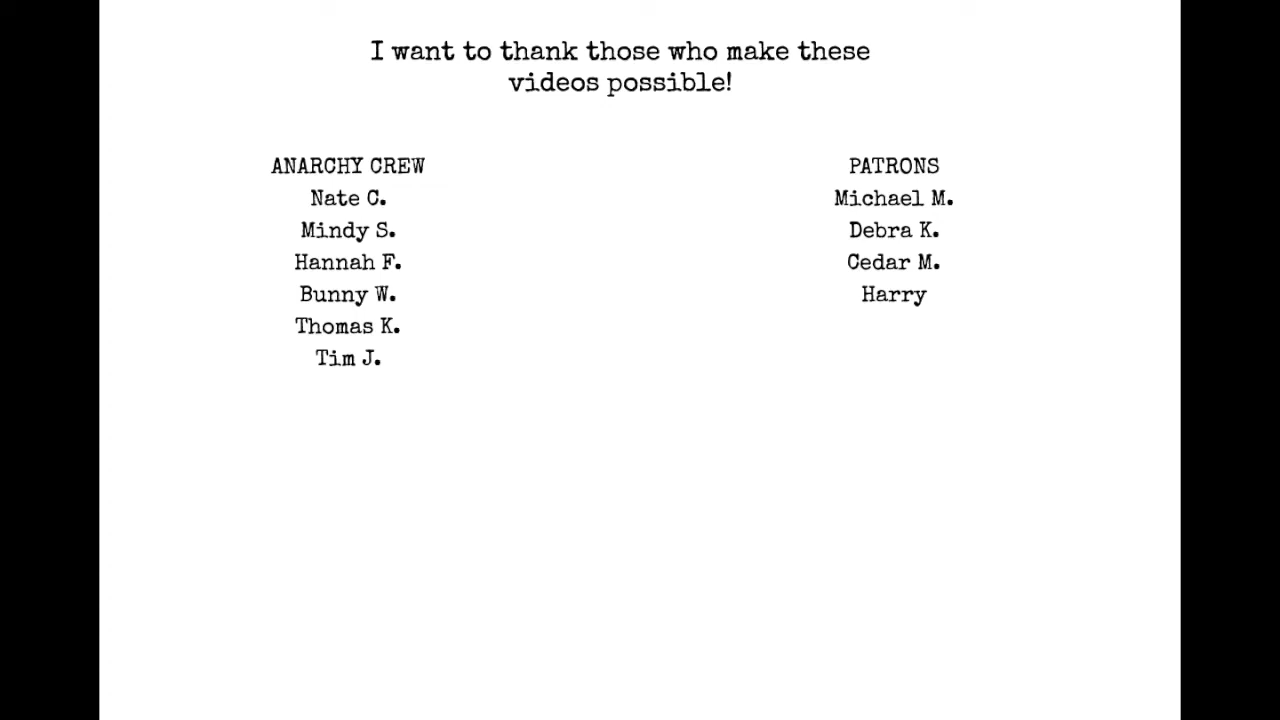 I want to thank those who make these
videos possible!
ANARCHY CREW
Nate C.
Mindy S.
Hannah F.
Bunny W.
Thomas K.
Tim J.
PATRONS
Michael M.
Debra K.
Cedar M.
Harry